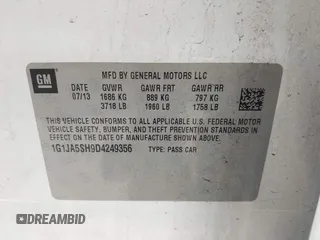 GM
MFD BY GENERAL MOTORS LLC
DATE GVWR GAWR FRT GAWR RR
07/13 1686 KG 889 KG 797 KG
3718 LB 1960 LB 1758 LB
THIS VEHICLE CONFORMS TO ALL APPLICABLE U.S. FEDERAL MOTOR
VEHICLE SAFETY, BUMPER, AND THEFT PREVENTION STANDARDS IN
EFFECT ON THE DATE OF MANUFACTURE SHOWN ABOVE.
1G1JA5SH9D4249356 TYPE: PASS CAR
AUTOBIDMASTER